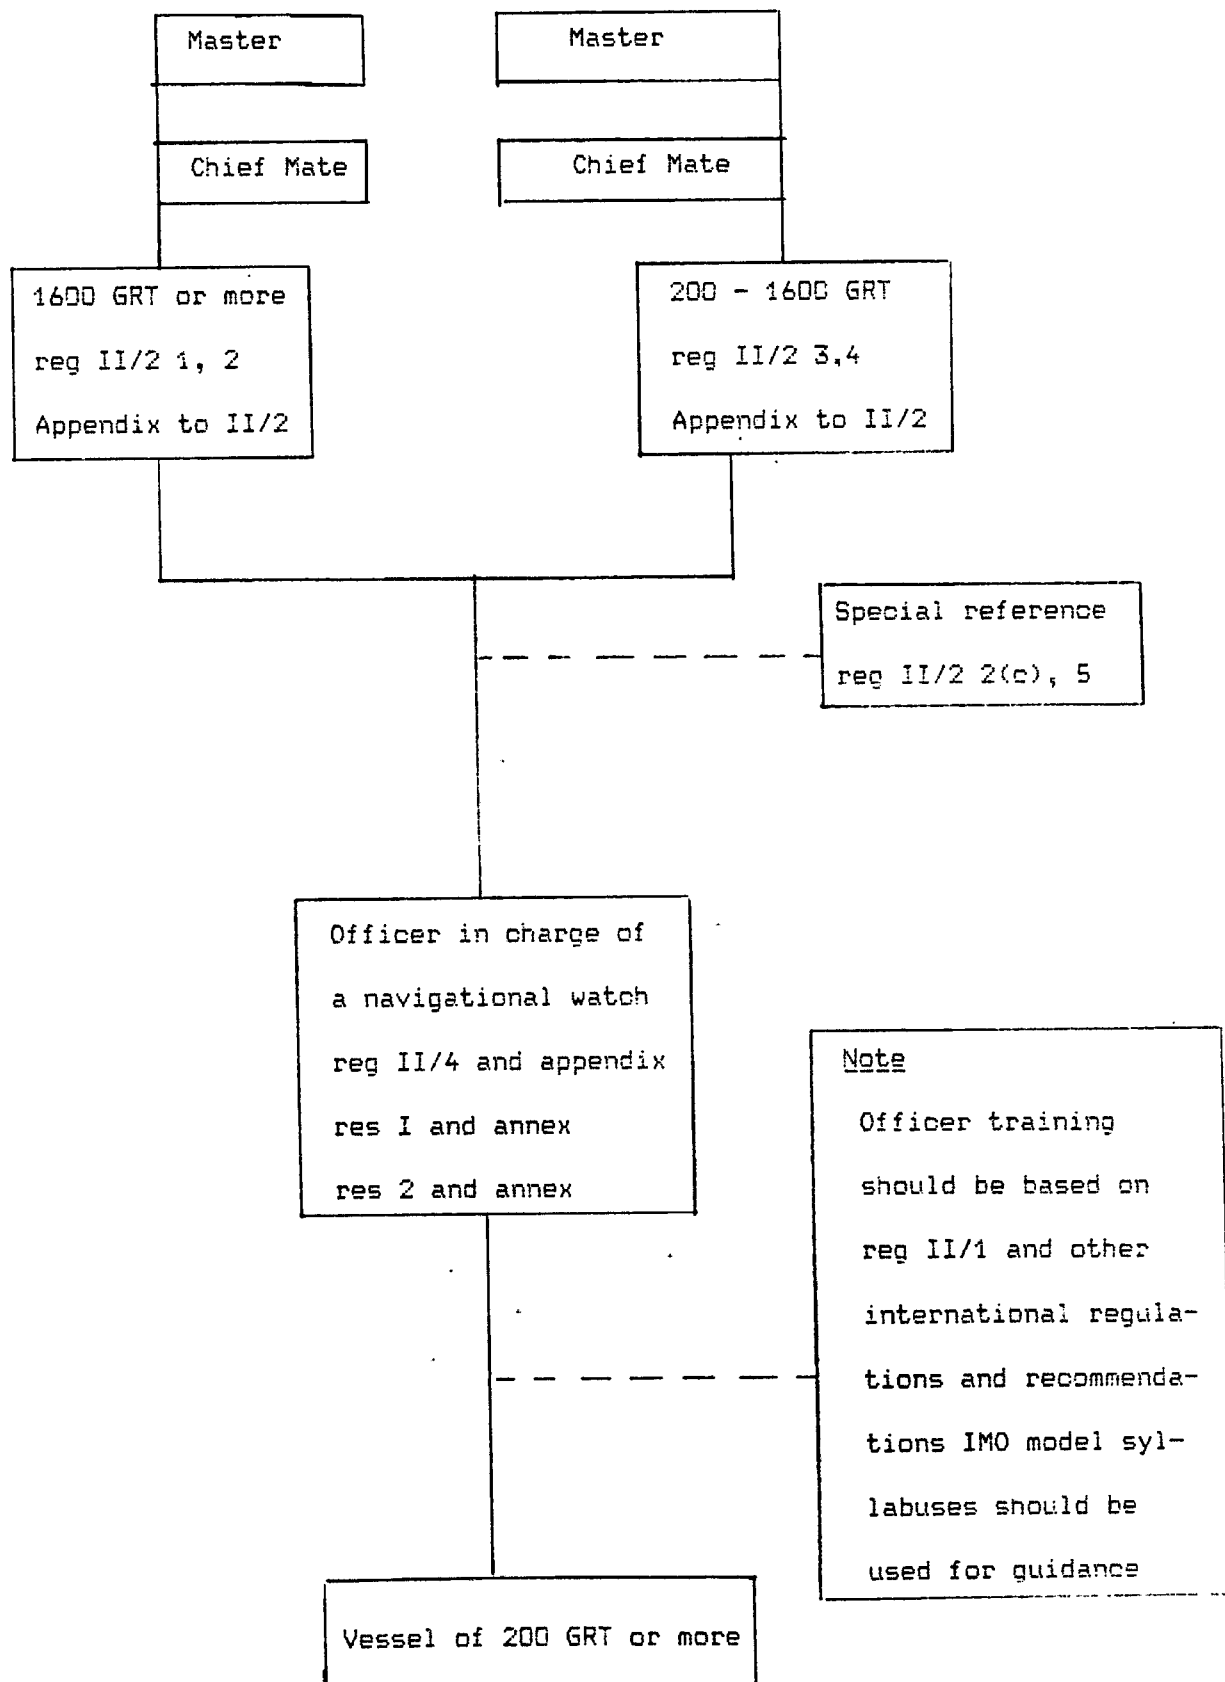 Master
Master
Chief Mate
Chief Mate
1600 GRT or more
reg II/2 1, 2
Appendix to II/2
200 - 1600 GRT
reg II/2 3,4
Appendix to II/2
Special reference
reg II/2 2(c), 5
Officer in charge of
a navigational watch
reg II/4 and appendix
res I and annex
res 2 and annex
Note
Officer training
should be based on
reg II/1 and other
international regula-
tions and recommenda-
tions IMO model syl-
labuses should be
used for guidance
Vessel of 200 GRT or more